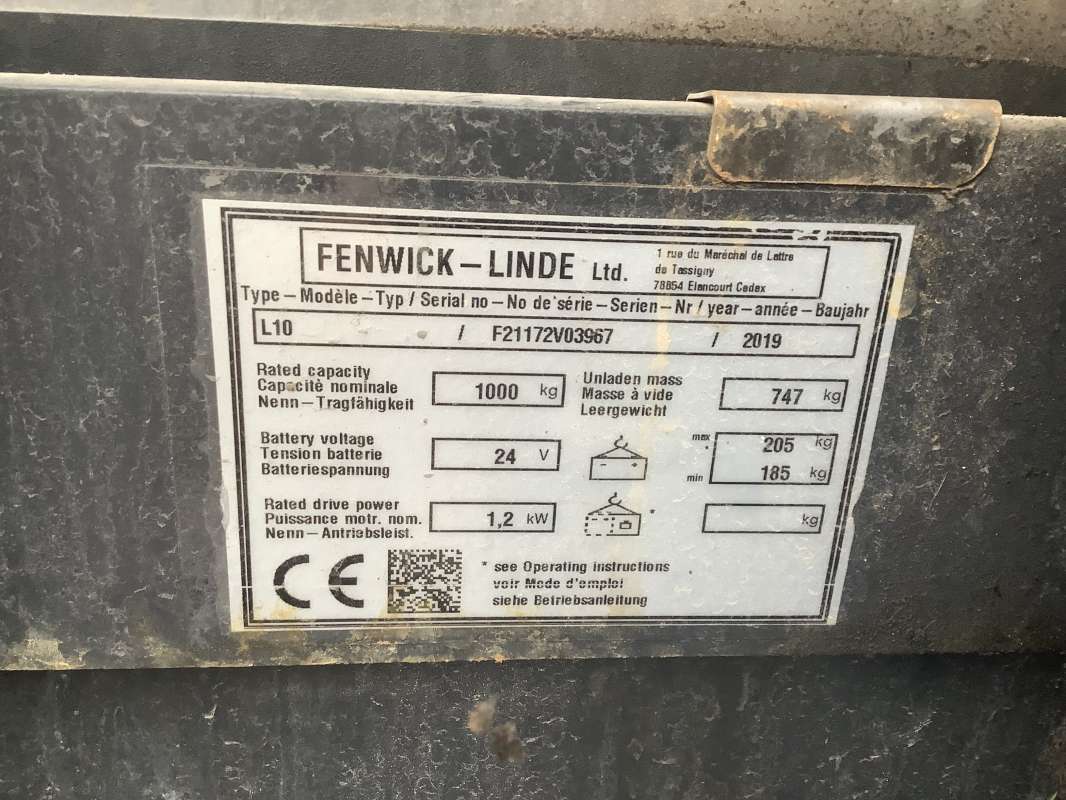 FENWICK – LINDE Ltd.
1 rue du Maréchal de Lattre
de Tassigny
78854 Elancourt Cedex
Type – Modèle – Typ / Serial no – No de série – Serien – Nr / year – année – Baujahr
L10 / F21172V03967 / 2019
Rated capacity
Capacitè nominale
Nenn – Tragfähigkeit
1000 kg
Unladen mass
Masse à vide
Leergewicht
747 kg
Battery voltage
Tension batterie
Batteriespannung
24 V
max * 205 kg
min 185 kg
Rated drive power
Puissance motr. nom.
Nenn – Antriebsleist.
1,2 kW
* kg
CE
* see Operating instructions
voir Mode d'emploi
siehe Betriebsanleitung